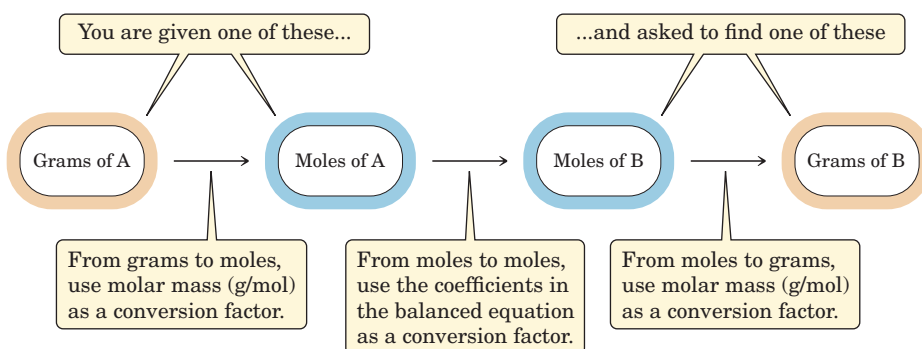 You are given one of these...
...and asked to find one of these
Grams of A
Moles of A
Moles of B
Grams of B
From grams to moles,
use molar mass (g/mol)
as a conversion factor.
From moles to moles,
use the coefficients in
the balanced equation
as a conversion factor.
From moles to grams,
use molar mass (g/mol)
as a conversion factor.